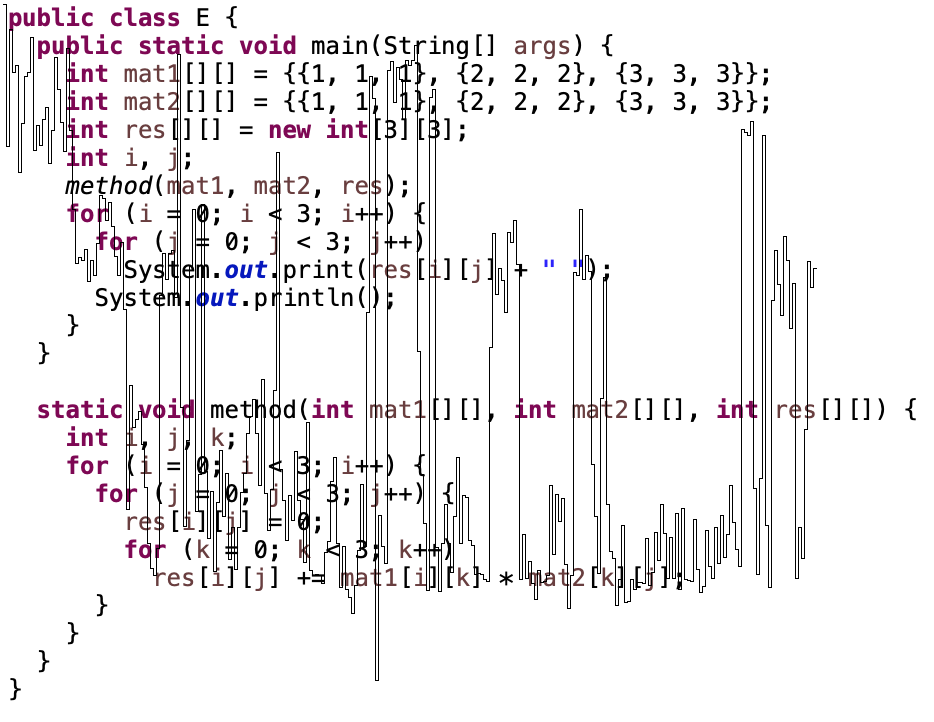 public class E {
  public static void main(String[] args) {
    int mat1[][] = {{1, 1, 1}, {2, 2, 2}, {3, 3, 3}};
    int mat2[][] = {{1, 1, 1}, {2, 2, 2}, {3, 3, 3}};
    int res[][] = new int[3][3];
    int i, j;
    method(mat1, mat2, res);
    for (i = 0; i < 3; i++) {
      for (j = 0; j < 3; j++)
        System.out.print(res[i][j] + " ");
      System.out.println();
    }
  }

  static void method(int mat1[][], int mat2[][], int res[][]) {
    int i, j, k;
    for (i = 0; i < 3; i++) {
      for (j = 0; j < 3; j++) {
        res[i][j] = 0;
        for (k = 0; k < 3; k++)
          res[i][j] += mat1[i][k] * mat2[k][j];
      }
    }
  }
}